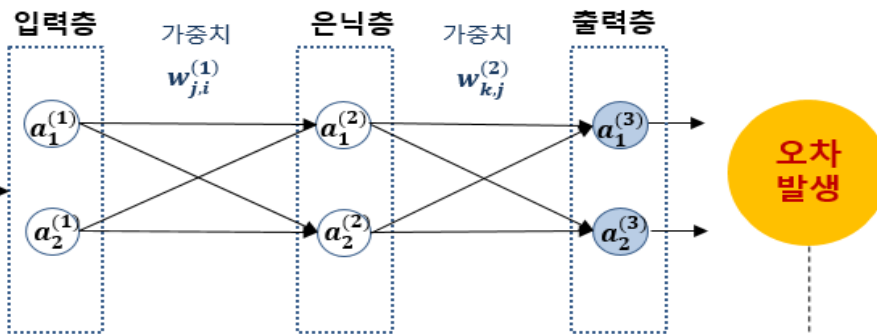 입력층
가중치
은닉층
가중치
출력층
w_{j,i}^{(1)}
w_{k,j}^{(2)}
a_1^{(1)}
a_1^{(2)}
a_1^{(3)}
오차
발생
a_2^{(1)}
a_2^{(2)}
a_2^{(3)}